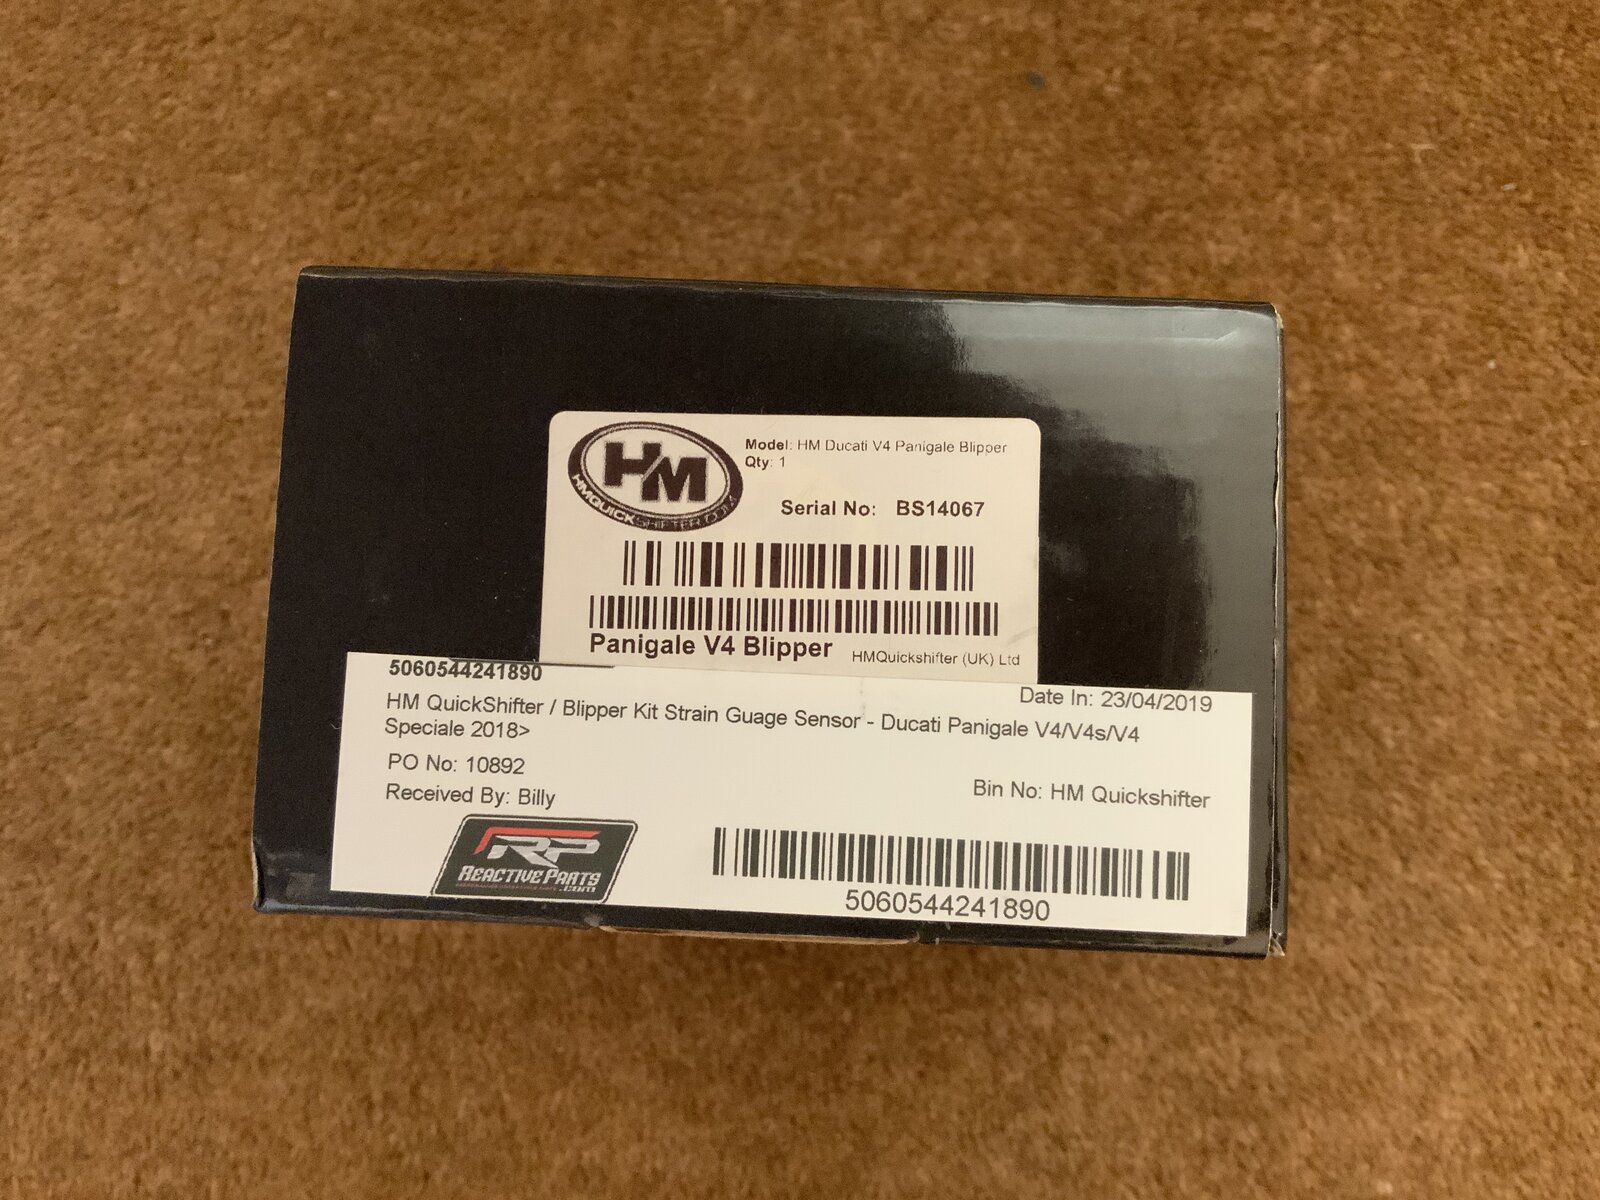 HM
HMQUICKSHIFTER.COM
Model: HM Ducati V4 Panigale Blipper
Qty: 1
Serial No: BS14067
Panigale V4 Blipper
HMQuickshifter (UK) Ltd
5060544241890
Date In: 23/04/2019
HM QuickShifter / Blipper Kit Strain Guage Sensor - Ducati Panigale V4/V4s/V4
Speciale 2018>
PO No: 10892
Received By: Billy
Bin No: HM Quickshifter
RP
REACTIVEPARTS
.COM
5060544241890